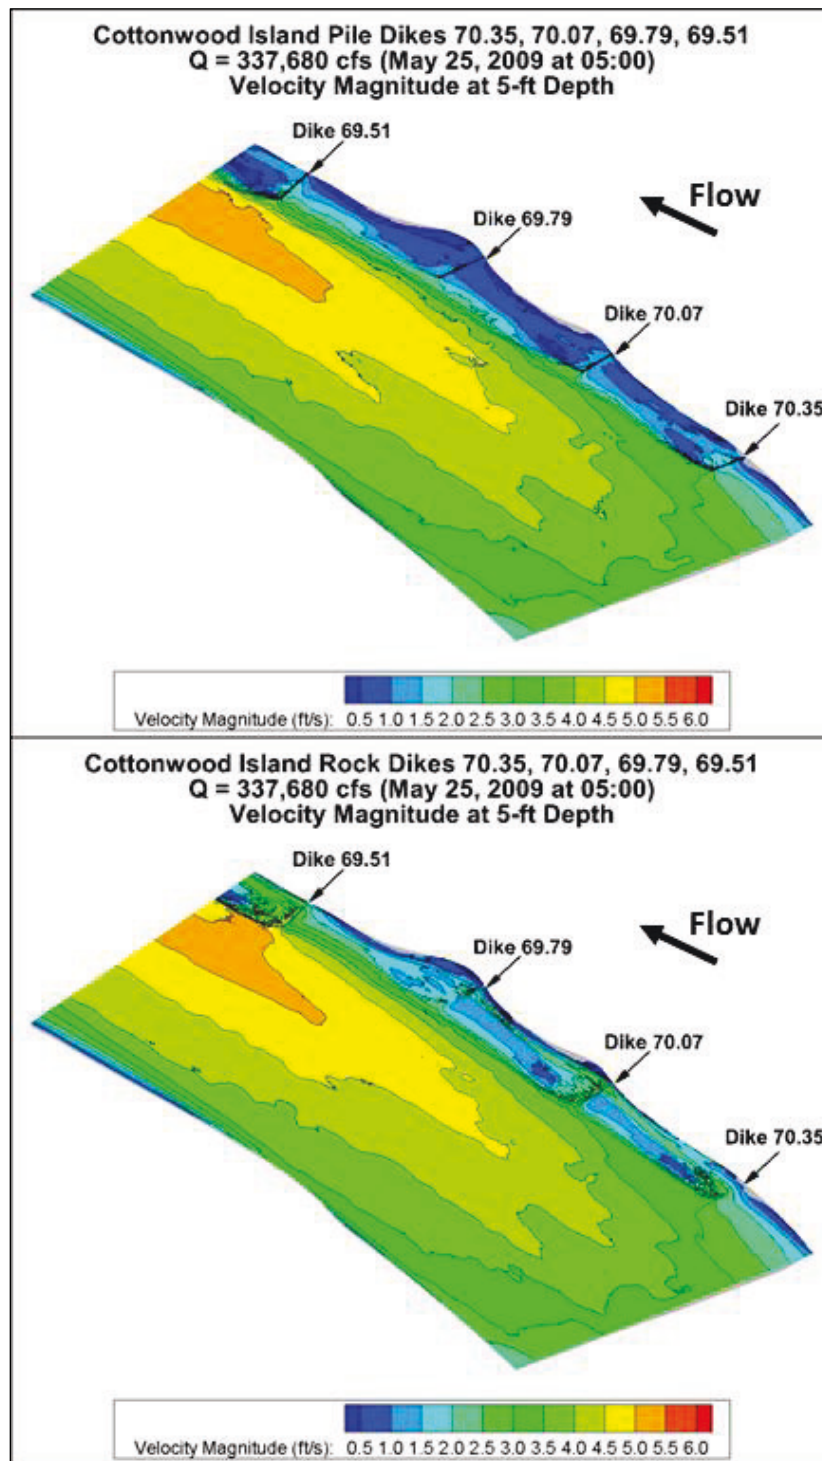 Cottonwood Island Pile Dikes 70.35, 70.07, 69.79, 69.51
Q = 337,680 cfs (May 25, 2009 at 05:00)
Velocity Magnitude at 5-ft Depth
Dike 69.51
Flow
Dike 69.79
Dike 70.07
Dike 70.35
Velocity Magnitude (ft/s): 0.5 1.0 1.5 2.0 2.5 3.0 3.5 4.0 4.5 5.0 5.5 6.0
Cottonwood Island Rock Dikes 70.35, 70.07, 69.79, 69.51
Q = 337,680 cfs (May 25, 2009 at 05:00)
Velocity Magnitude at 5-ft Depth
Dike 69.51
Flow
Dike 69.79
Dike 70.07
Dike 70.35
Velocity Magnitude (ft/s): 0.5 1.0 1.5 2.0 2.5 3.0 3.5 4.0 4.5 5.0 5.5 6.0